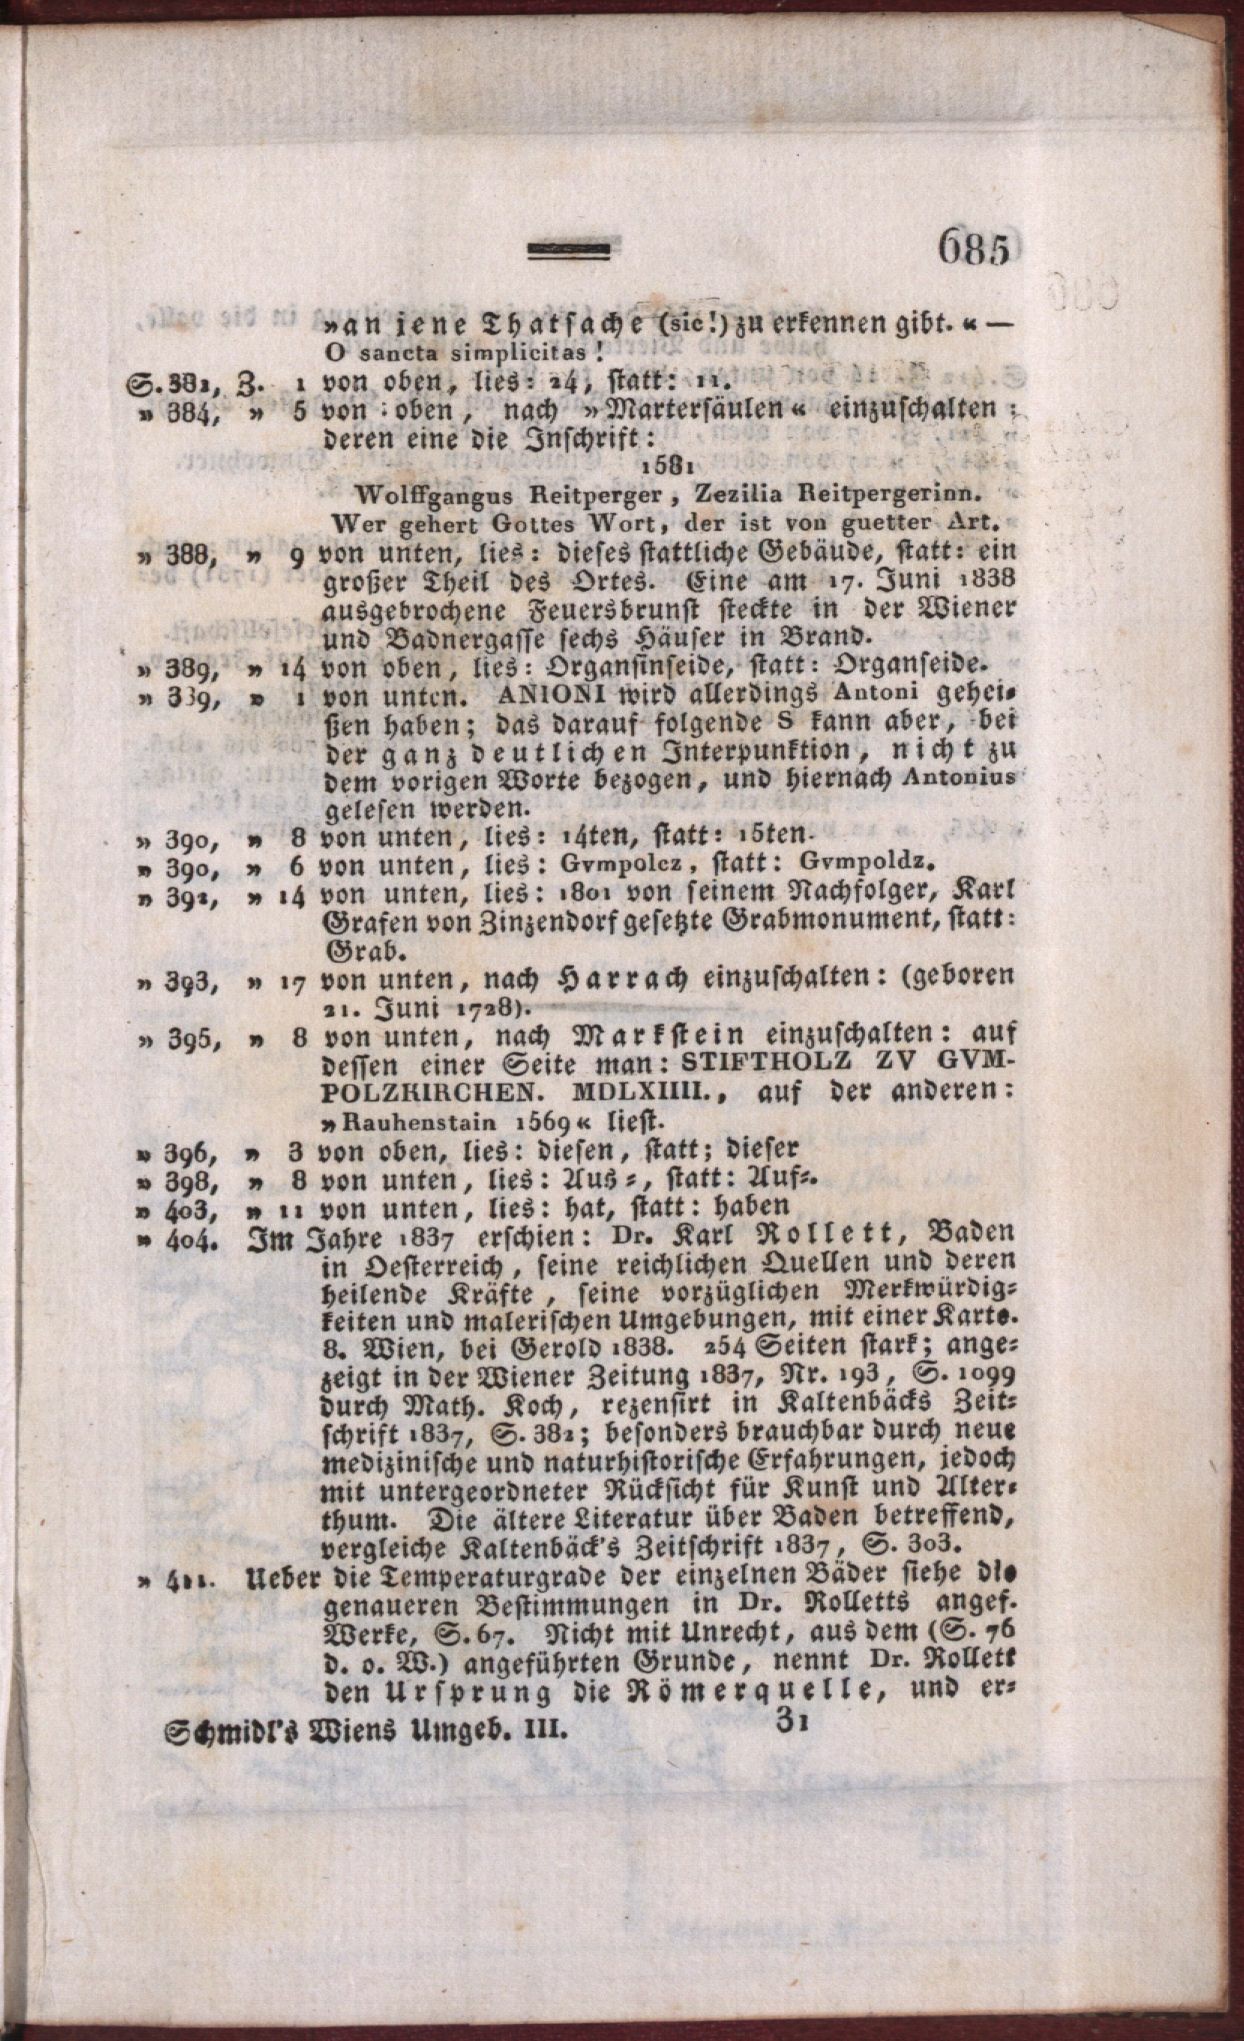 685
»an jene Thatsache (sic!) zu erkennen gibt.« —
O sancta simplicitas!
S. 381, Z. 1 von oben, lies: 24, statt: 11.
» 384, » 5 von oben, nach »Martersäulen« einzuschalten:
deren eine die Inschrift:
1581
Wolffgangus Reitperger, Zezilia Reitpergerinn.
Wer gehert Gottes Wort, der ist von guetter Art.
» 388, » 9 von unten, lies: dieses stattliche Gebäude, statt: ein
großer Theil des Ortes. Eine am 17. Juni 1838
ausgebrochene Feuersbrunst steckte in der Wiener
und Badnergasse sechs Häuser in Brand.
» 389, » 14 von oben, lies: Organsinseide, statt: Organseide.
» 389, » 1 von unten. ANIONI wird allerdings Antoni gehei-
ßen haben; das darauf folgende S kann aber, bei
der ganz deutlichen Interpunktion, nicht zu
dem vorigen Worte bezogen, und hiernach Antonius
gelesen werden.
» 390, » 8 von unten, lies: 14ten, statt: 15ten.
» 390, » 6 von unten, lies: Gvmpolcz, statt: Gvmpoldz.
» 392, » 14 von unten, lies: 1801 von seinem Nachfolger, Karl
Grafen von Zinzendorf gesetzte Grabmonument, statt:
Grab.
» 393, » 17 von unten, nach Harrach einzuschalten: (geboren
21. Juni 1728).
» 395, » 8 von unten, nach Markstein einzuschalten: auf
dessen einer Seite man: STIFTHOLZ ZV GVM-
POLZKIRCHEN. MDLXIIII., auf der anderen:
»Rauhenstain 1569« liest.
» 396, » 3 von oben, lies: diesen, statt; dieser
» 398, » 8 von unten, lies: Aus-, statt: Auf-.
» 403, » 11 von unten, lies: hat, statt: haben
» 404. Im Jahre 1837 erschien: Dr. Karl Rollett, Baden
in Oesterreich, seine reichlichen Quellen und deren
heilende Kräfte, seine vorzüglichen Merkwürdig-
keiten und malerischen Umgebungen, mit einer Karte.
8. Wien, bei Gerold 1838. 254 Seiten stark; ange-
zeigt in der Wiener Zeitung 1837, Nr. 193, S. 1099
durch Math. Koch, rezensirt in Kaltenbäcks Zeit-
schrift 1837, S. 382; besonders brauchbar durch neue
medizinische und naturhistorische Erfahrungen, jedoch
mit untergeordneter Rücksicht für Kunst und Alter-
thum. Die ältere Literatur über Baden betreffend,
vergleiche Kaltenbäck's Zeitschrift 1837, S. 303.
» 411. Ueber die Temperaturgrade der einzelnen Bäder siehe die
genaueren Bestimmungen in Dr. Rolletts angef.
Werke, S. 67. Nicht mit Unrecht, aus dem (S. 76
d. o. W.) angeführten Grunde, nennt Dr. Rollett
den Ursprung die Römerquelle, und er-
Schmidl's Wiens Umgeb. III. 31